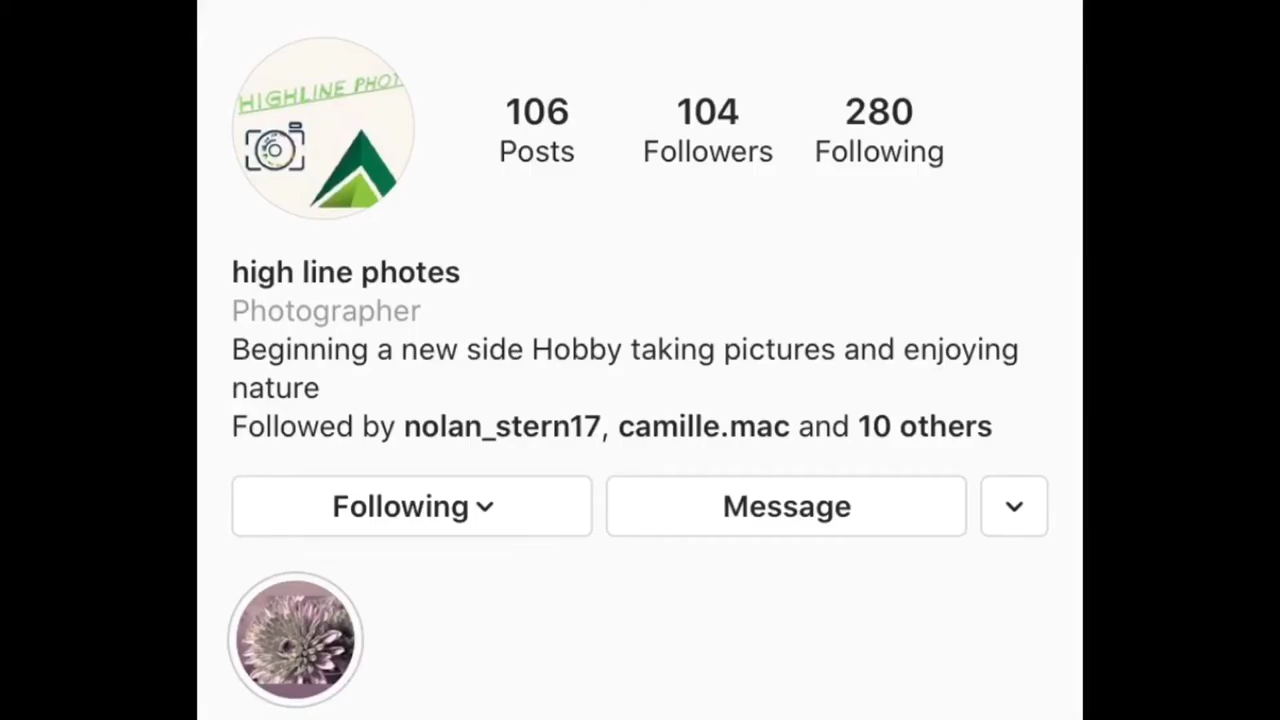 HIGHLINE PHOT
106 104 280
Posts Followers Following
high line photes
Photographer
Beginning a new side Hobby taking pictures and enjoying
nature
Followed by nolan_stern17, camille.mac and 10 others
Following Message